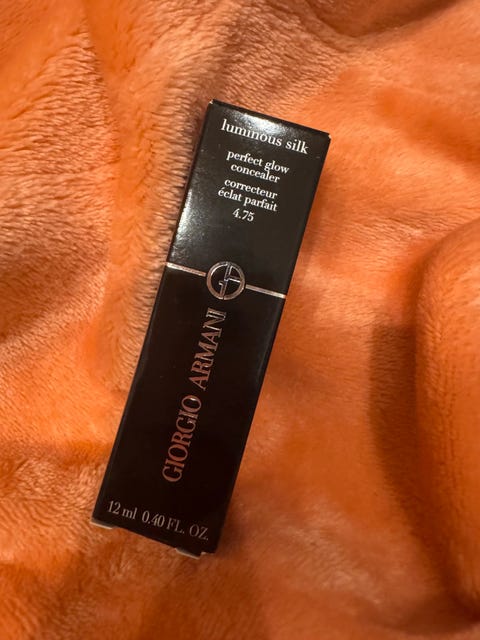 luminous silk
perfect glow
concealer
correcteur
éclat parfait
4.75
GIORGIO ARMANI
12 ml 0.40 FL. OZ.